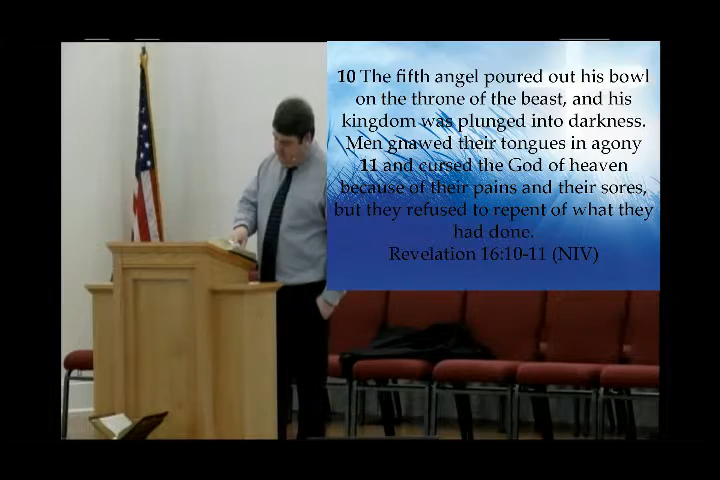 10 The fifth angel poured out his bowl
on the throne of the beast, and his
kingdom was plunged into darkness.
Men gnawed their tongues in agony
11 and cursed the God of heaven
because of their pains and their sores,
but they refused to repent of what they
had done.
Revelation 16:10-11 (NIV)